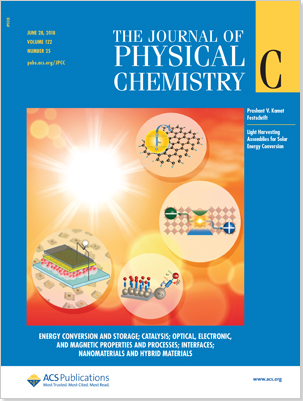 JUNE 28, 2018
VOLUME 122
NUMBER 25
pubs.acs.org/JPCC
THE JOURNAL OF
PHYSICAL
CHEMISTRY
C
Prashant V. Kamat
Festschrift
Light Harvesting
Assemblies for Solar
Energy Conversion
ENERGY CONVERSION AND STORAGE; CATALYSIS; OPTICAL, ELECTRONIC,
AND MAGNETIC PROPERTIES AND PROCESSES; INTERFACES;
NANOMATERIALS AND HYBRID MATERIALS
ACS Publications
Most Trusted. Most Cited. Most Read.
www.acs.org